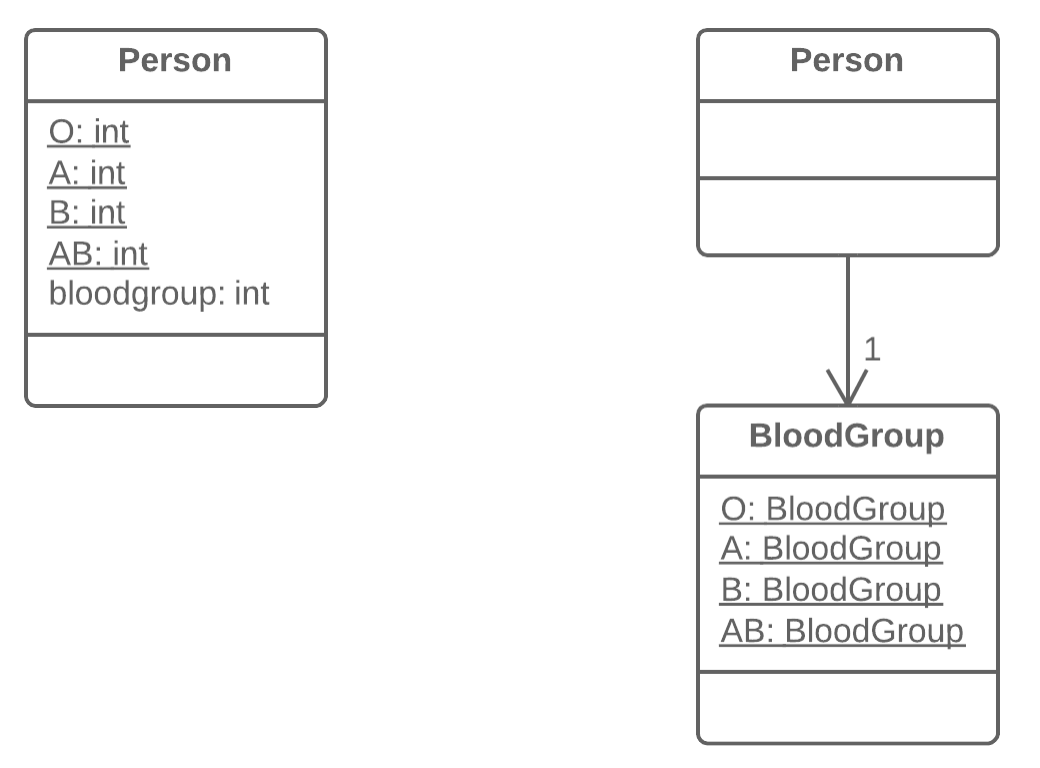 Person
O: int
A: int
B: int
AB: int
bloodgroup: int
Person
1
BloodGroup
O: BloodGroup
A: BloodGroup
B: BloodGroup
AB: BloodGroup